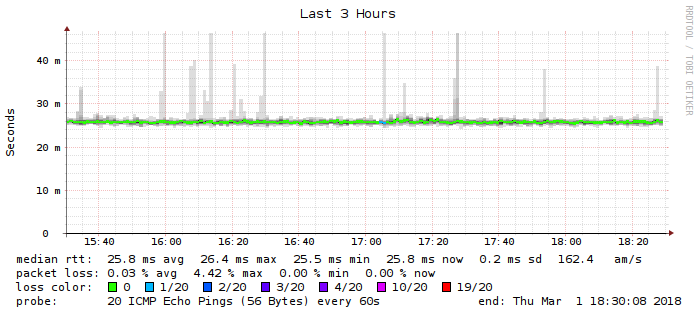 Last 3 Hours
RRDTOOL / TOBI OETIKER
Seconds
40 m
30 m
20 m
10 m
0
15:40 16:00 16:20 16:40 17:00 17:20 17:40 18:00 18:20
median rtt: 25.8 ms avg 26.4 ms max 25.5 ms min 25.8 ms now 0.2 ms sd 162.4 am/s
packet loss: 0.03 % avg 4.42 % max 0.00 % min 0.00 % now
loss color: 0 1/20 2/20 3/20 4/20 10/20 19/20
probe: 20 ICMP Echo Pings (56 Bytes) every 60s end: Thu Mar 1 18:30:08 2018